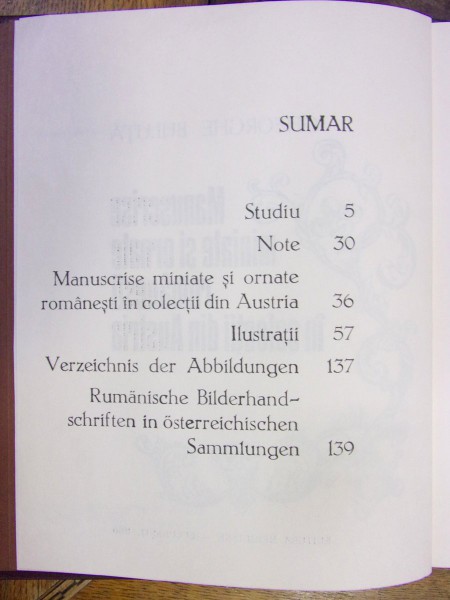 SUMAR
Studiu 5
Note 30
Manuscrise miniate și ornate
românești în colecții din Austria 36
Ilustrații 57
Verzeichnis der Abbildungen 137
Rumänische Bilderhand-
schriften in österreichischen
Sammlungen 139